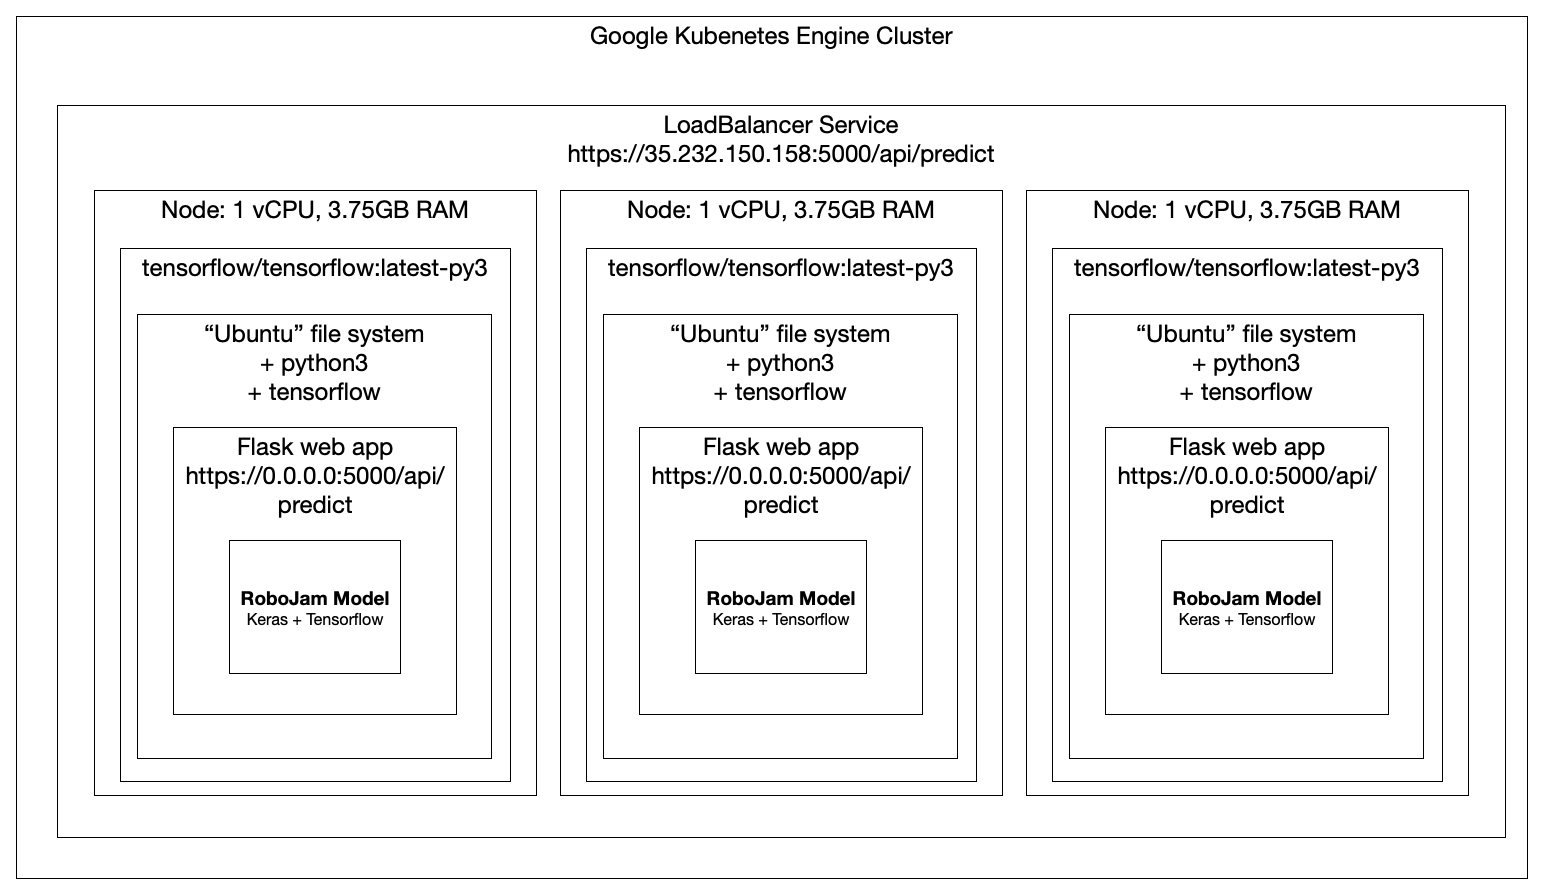 Google Kubenetes Engine Cluster
LoadBalancer Service
https://35.232.150.158:5000/api/predict
Node: 1 vCPU, 3.75GB RAM
tensorflow/tensorflow:latest-py3
“Ubuntu” file system
+ python3
+ tensorflow
Flask web app
https://0.0.0.0:5000/api/
predict
RoboJam Model
Keras + Tensorflow
Node: 1 vCPU, 3.75GB RAM
tensorflow/tensorflow:latest-py3
“Ubuntu” file system
+ python3
+ tensorflow
Flask web app
https://0.0.0.0:5000/api/
predict
RoboJam Model
Keras + Tensorflow
Node: 1 vCPU, 3.75GB RAM
tensorflow/tensorflow:latest-py3
“Ubuntu” file system
+ python3
+ tensorflow
Flask web app
https://0.0.0.0:5000/api/
predict
RoboJam Model
Keras + Tensorflow